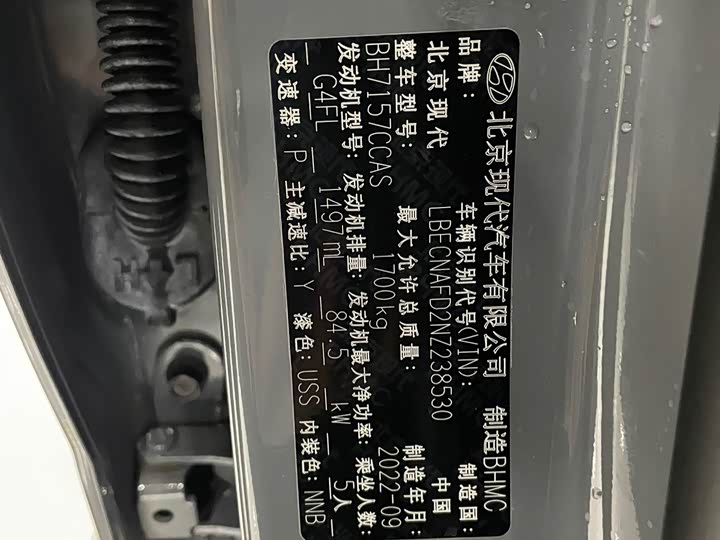 北京现代汽车有限公司 制造BHMC
品牌: 车辆识别代号(VIN): 制造国:
北京现代 LBECNAFD2NZ238530 中国
整车型号: 最大允许总质量: 制造年月:
BH7157CCAS 1700kg 2022-09
发动机型号: 发动机排量: 发动机最大净功率: 乘坐人数:
G4FL 1497mL 84.5 kW 5人
变速器: P 主减速比: Y 漆色: USS 内装色: NNB